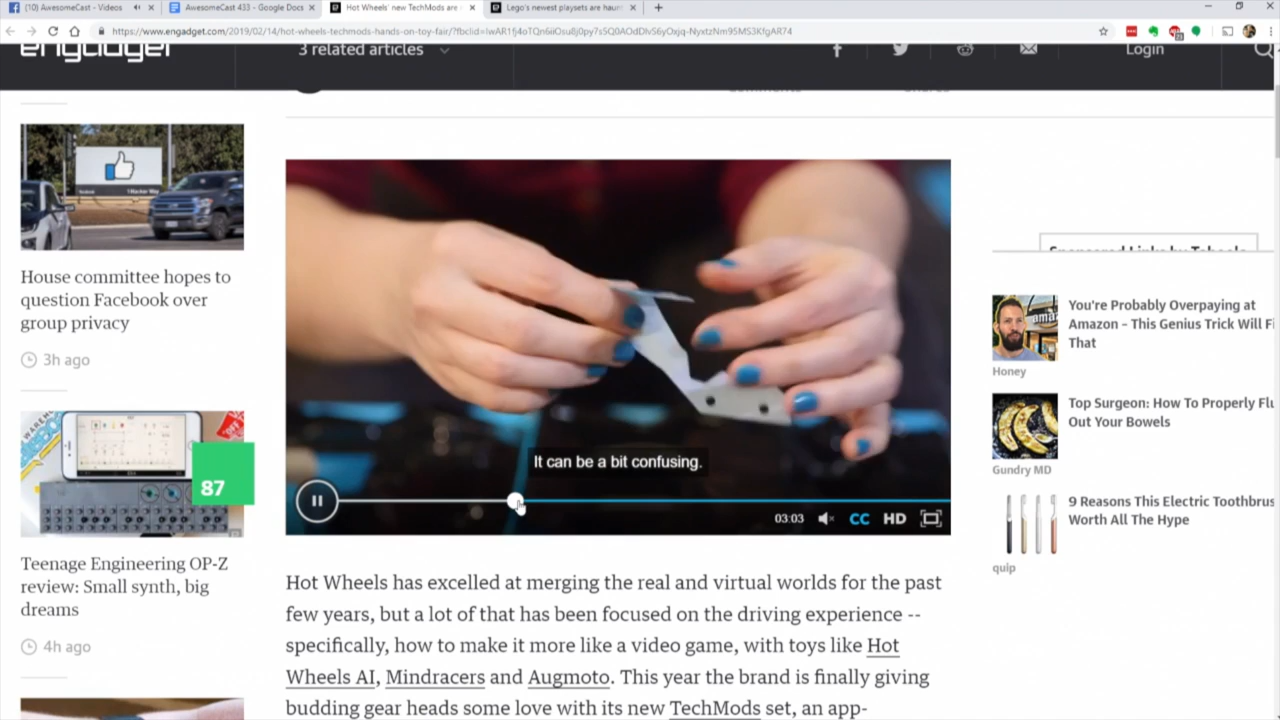 (10) AwesomeCast - Videos
AwesomeCast 433 - Google Docs
Hot Wheels' new TechMods are
Lego's newest playsets are haun
https://www.engadget.com/2019/02/14/hot-wheels-techmods-hands-on-toy-fair/
engadget
3 related articles
Login
House committee hopes to
question Facebook over
group privacy
3h ago
87
Teenage Engineering OP-Z
review: Small synth, big
dreams
4h ago
It can be a bit confusing.
03:03
CC
HD
Hot Wheels has excelled at merging the real and virtual worlds for the past
few years, but a lot of that has been focused on the driving experience --
specifically, how to make it more like a video game, with toys like Hot
Wheels AI, Mindracers and Augmoto. This year the brand is finally giving
budding gear heads some love with its new TechMods set, an app-
Sponsored Links by Taboola
You're Probably Overpaying at
Amazon – This Genius Trick Will Fi
That
Honey
Top Surgeon: How To Properly Flu
Out Your Bowels
Gundry MD
9 Reasons This Electric Toothbrus
Worth All The Hype
quip